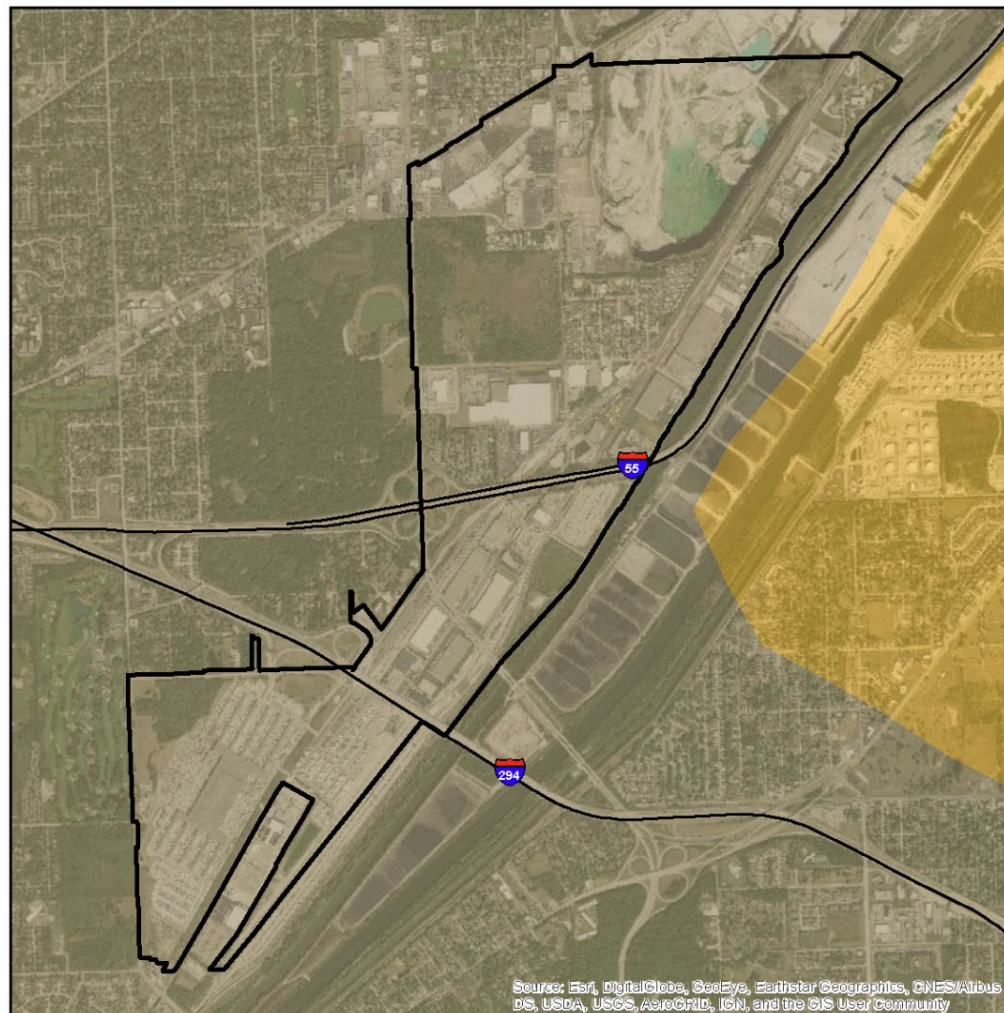 55
294
Source: Esri, DigitalGlobe, GeoEye, Earthstar Geographics, CNES/Airbus
DS, USDA, USGS, AeroGRID, IGN, and the GIS User Community